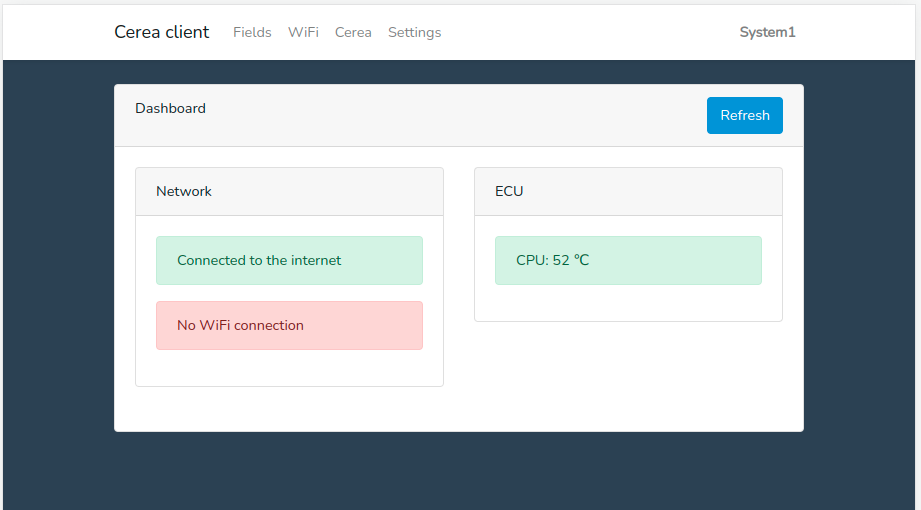 Cerea client Fields WiFi Cerea Settings System1
Dashboard Refresh
Network
Connected to the internet
No WiFi connection
ECU
CPU: 52 °C